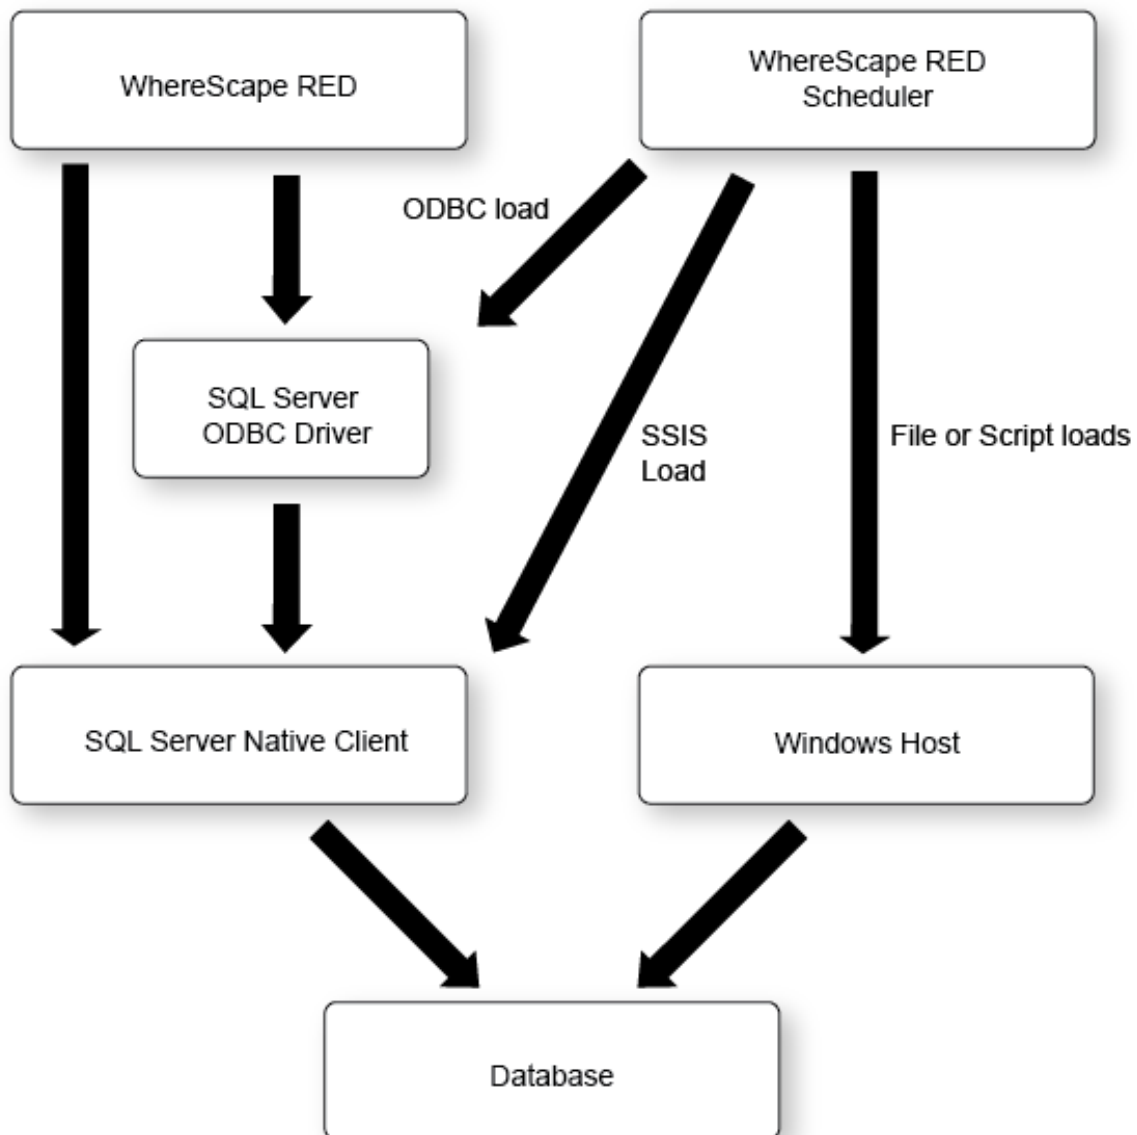 WhereScape RED
WhereScape RED
Scheduler
ODBC load
SQL Server
ODBC Driver
SSIS
Load
File or Script loads
SQL Server Native Client
Windows Host
Database